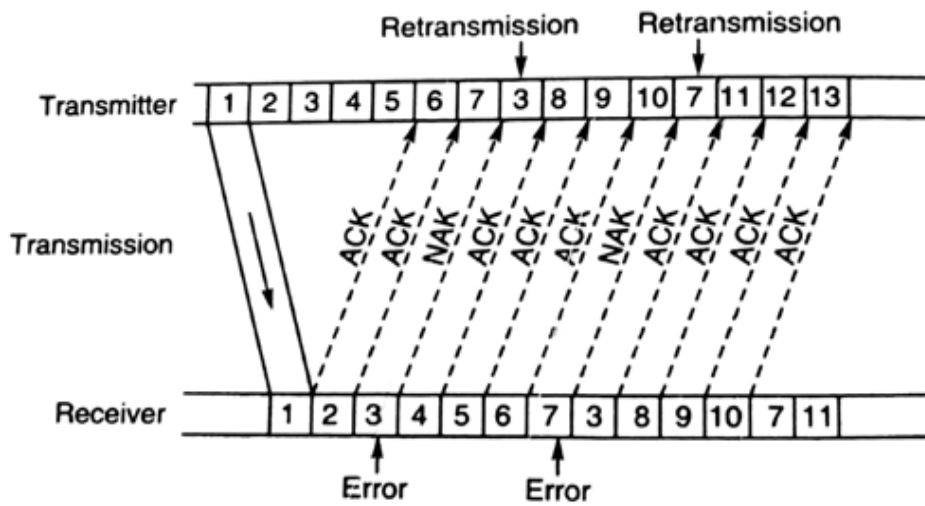 Retransmission Retransmission
Transmitter 1 2 3 4 5 6 7 3 8 9 10 7 11 12 13
Transmission ACK ACK NAK ACK ACK ACK NAK ACK ACK ACK ACK
Receiver 1 2 3 4 5 6 7 3 8 9 10 7 11
Error Error